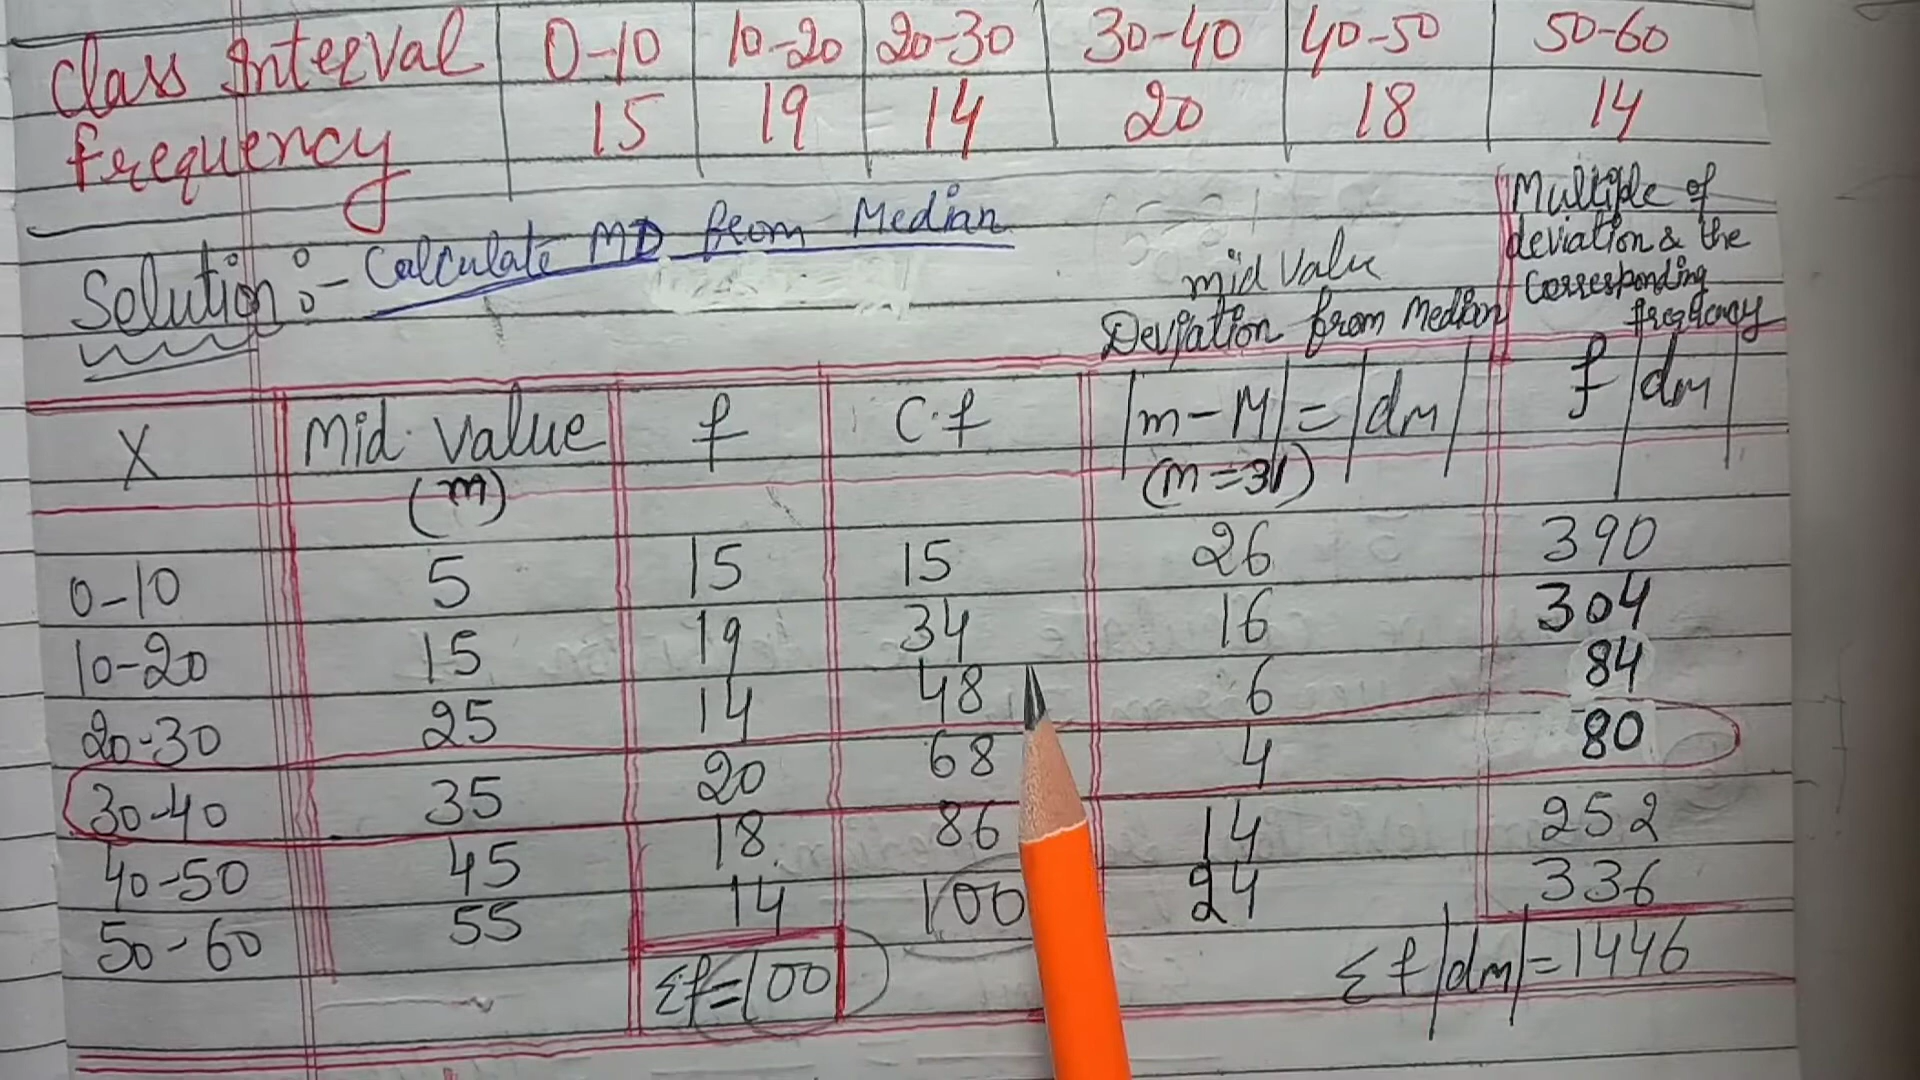 Class Interval 0-10 10-20 20-30 30-40 40-50 50-60
frequency 15 19 14 20 18 14
Solution :- Calculate MD from Median
mid Value
Deviation from Median
Multiple of
deviation & the
Corresponding
frequency
X Mid Value f C.f |m-M|=|dm| f|dm|
(m) (m=31)
0-10 5 15 15 26 390
10-20 15 19 34 16 304
20-30 25 14 48 6 84
30-40 35 20 68 4 80
40-50 45 18 86 14 252
50-60 55 14 100 24 336
Σf=100 Σf|dm|=1446